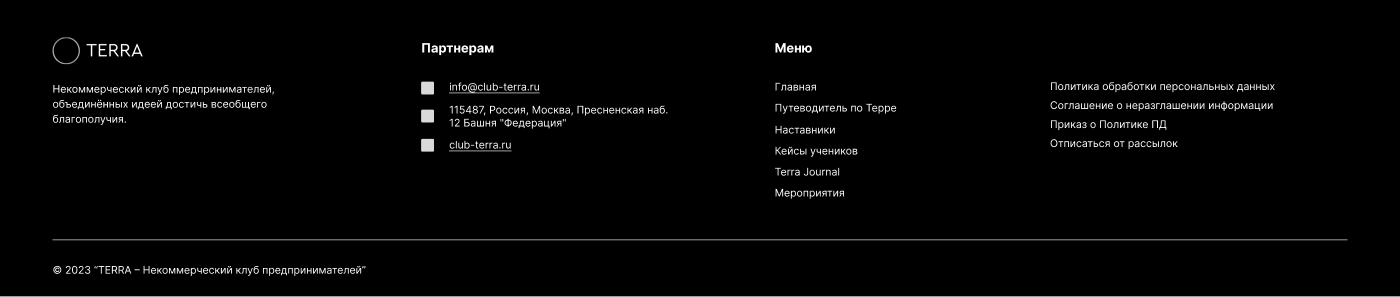 TERRA
Некоммерческий клуб предпринимателей,
объединённых идеей достичь всеобщего
благополучия.
Партнерам
info@club-terra.ru
115487, Россия, Москва, Пресненская наб.
12 Башня "Федерация"
club-terra.ru
Меню
Главная
Путеводитель по Терре
Наставники
Кейсы учеников
Terra Journal
Мероприятия
Политика обработки персональных данных
Соглашение о неразглашении информации
Приказ о Политике ПД
Отписаться от рассылок
© 2023 “TERRA – Некоммерческий клуб предпринимателей”